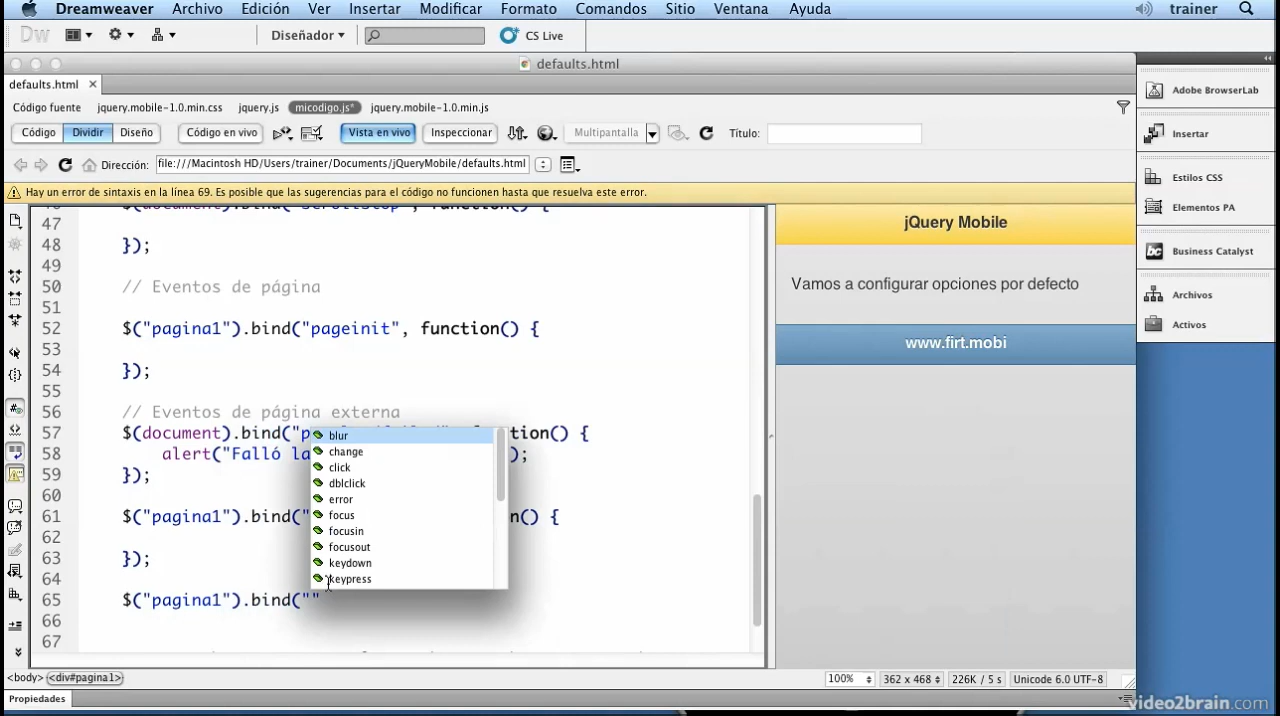 Dreamweaver Archivo Edición Ver Insertar Modificar Formato Comandos Sitio Ventana Ayuda trainer
Dw Diseñador CS Live
defaults.html
defaults.html
Código fuente jquery.mobile-1.0.min.css jquery.js micodigo.js* jquery.mobile-1.0.min.js
Código Dividir Diseño Código en vivo Vista en vivo Inspeccionar Multipantalla Título:
Dirección: file:///Macintosh HD/Users/trainer/Documents/jQueryMobile/defaults.html
Hay un error de sintaxis en la línea 69. Es posible que las sugerencias para el código no funcionen hasta que resuelva este error.
47
48 });
49
50 // Eventos de página
51
52 $("pagina1").bind("pageinit", function() {
53
54 });
55
56 // Eventos de página externa
57 $(document).bind("p tion() {
58 alert("Falló la );
59 });
60
61 $("pagina1").bind(" n() {
62
63 });
64
65 $("pagina1").bind(""
66
67
blur
change
click
dblclick
error
focus
focusin
focusout
keydown
keypress
jQuery Mobile
Vamos a configurar opciones por defecto
www.firt.mobi
Adobe BrowserLab
Insertar
Estilos CSS
Elementos PA
Business Catalyst
Archivos
Activos
<body> <div#pagina1> 100% 362 x 468 226K / 5 s Unicode 6.0 UTF-8
Propiedades
video2brain.com